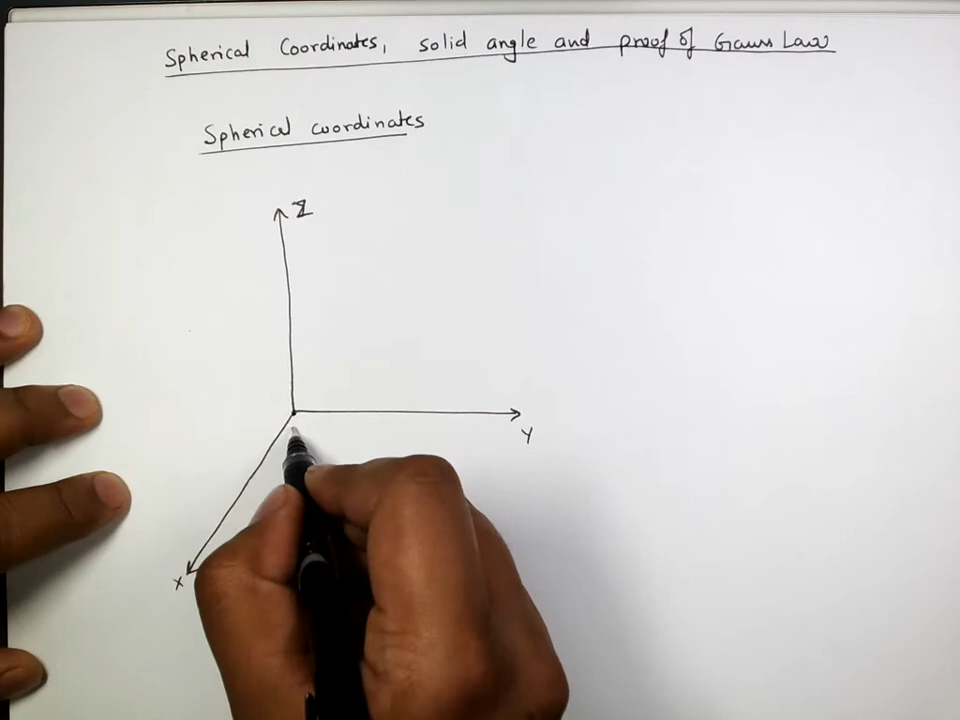 Spherical Coordinates, solid angle and proof of Gauss Law
Spherical coordinates
Z
Y
X